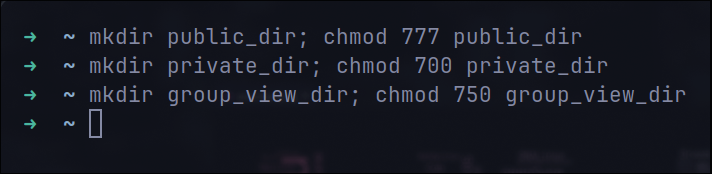 ➜ ~ mkdir public_dir; chmod 777 public_dir
➜ ~ mkdir private_dir; chmod 700 private_dir
➜ ~ mkdir group_view_dir; chmod 750 group_view_dir
➜ ~